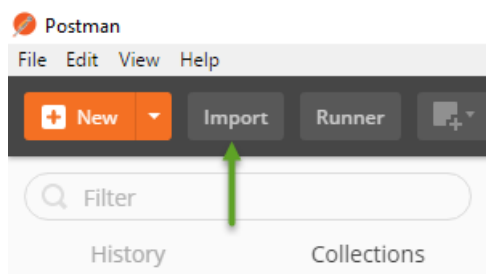 Postman
File Edit View Help
New Import Runner
Filter
History Collections